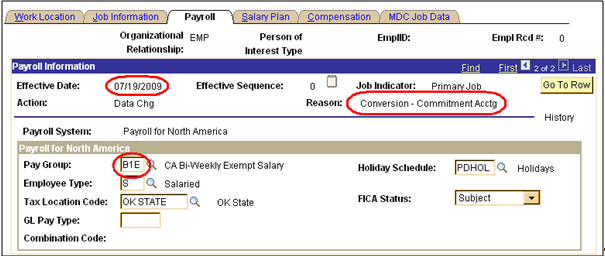 Work Location Job Information Payroll Salary Plan Compensation MDC Job Data
Organizational Relationship: EMP Person of Interest Type EmplID: Empl Rcd #: 0
Payroll Information Find First 2 of 2 Last
Effective Date: 07/19/2009 Effective Sequence: 0 Job Indicator: Primary Job Go To Row
Action: Data Chg Reason: Conversion - Commitment Acctg
History
Payroll System: Payroll for North America
Payroll for North America
Pay Group: B1E CA Bi-Weekly Exempt Salary Holiday Schedule: PDHOL Holidays
Employee Type: S Salaried
Tax Location Code: OK STATE OK State FICA Status: Subject
GL Pay Type:
Combination Code: